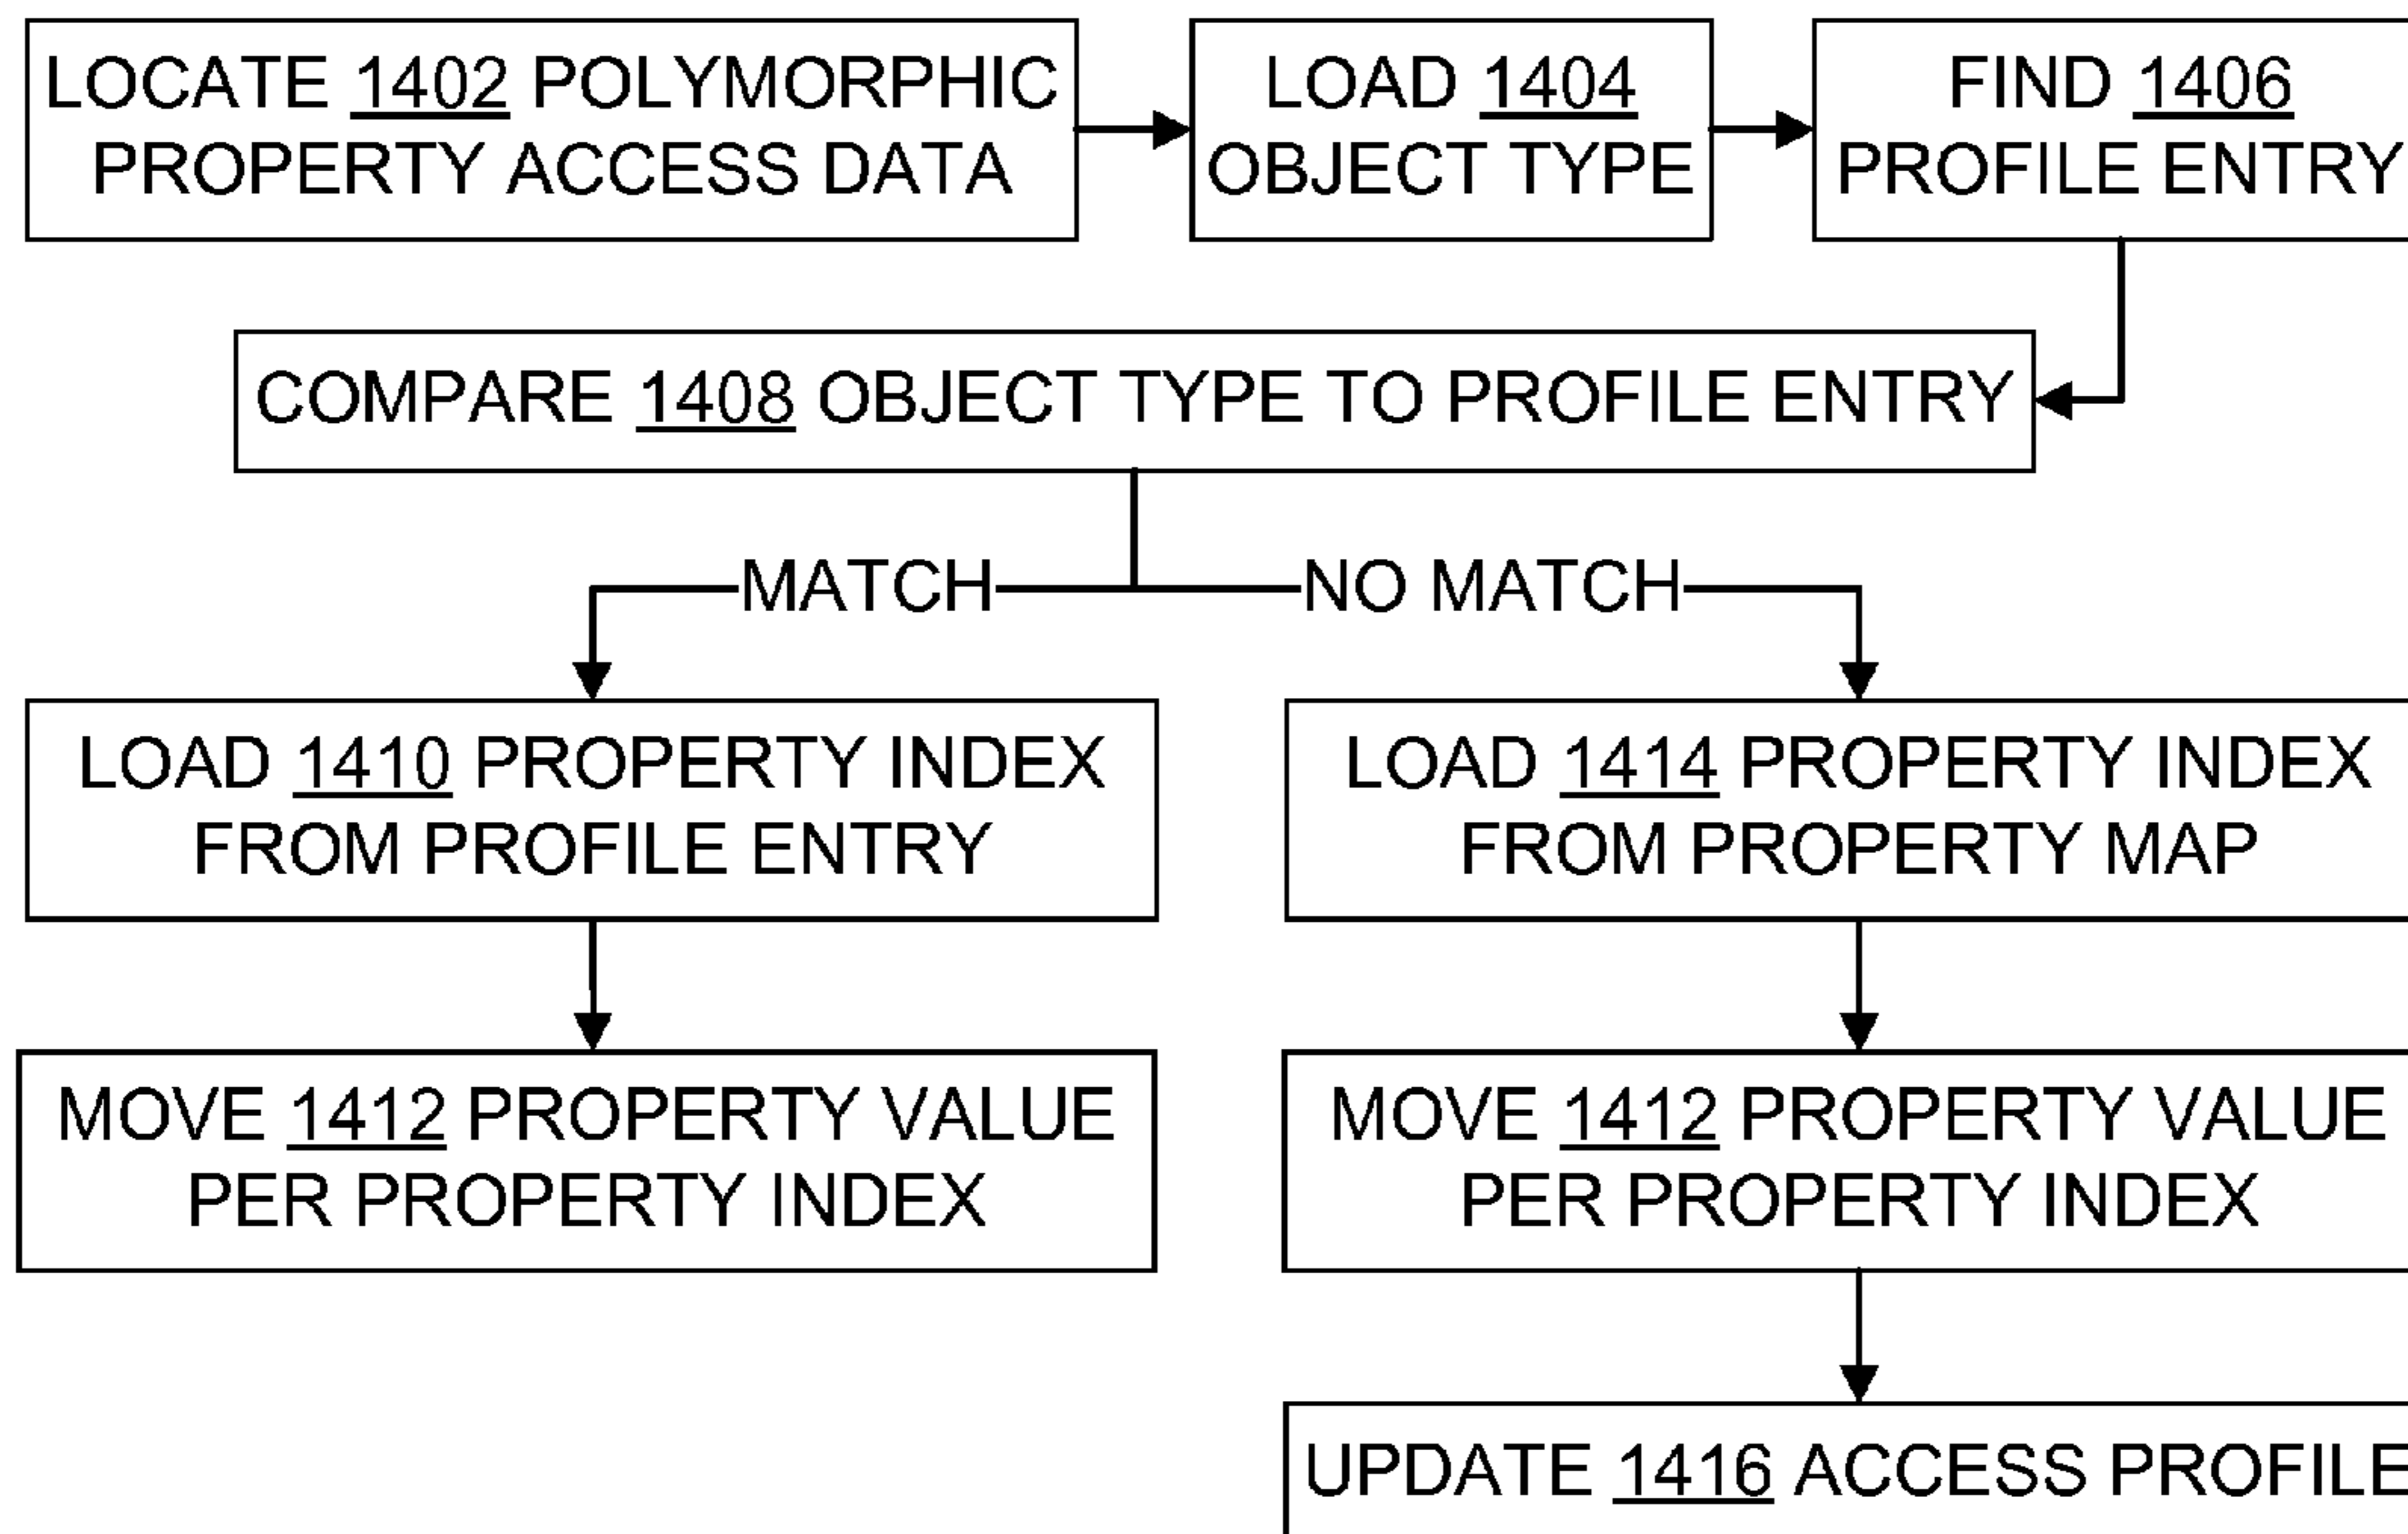 LOCATE 1402 POLYMORPHIC
PROPERTY ACCESS DATA
LOAD 1404
OBJECT TYPE
FIND 1406
PROFILE ENTRY
COMPARE 1408 OBJECT TYPE TO PROFILE ENTRY
MATCH
NO MATCH
LOAD 1410 PROPERTY INDEX
FROM PROFILE ENTRY
LOAD 1414 PROPERTY INDEX
FROM PROPERTY MAP
MOVE 1412 PROPERTY VALUE
PER PROPERTY INDEX
MOVE 1412 PROPERTY VALUE
PER PROPERTY INDEX
UPDATE 1416 ACCESS PROFILE